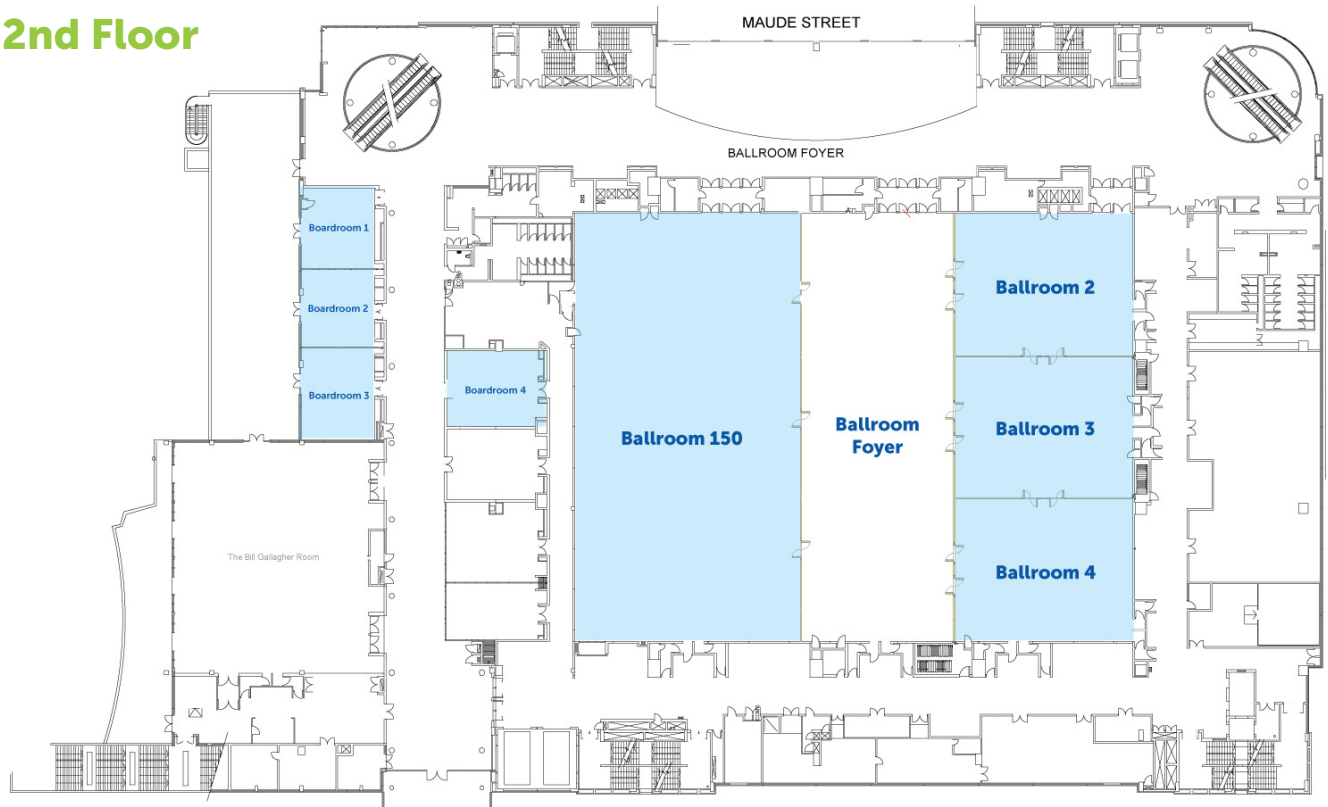 2nd Floor
MAUDE STREET
BALLROOM FOYER
Boardroom 1
Boardroom 2
Boardroom 3
Boardroom 4
Ballroom 150
Ballroom
Foyer
Ballroom 2
Ballroom 3
Ballroom 4
The Bill Gallagher Room